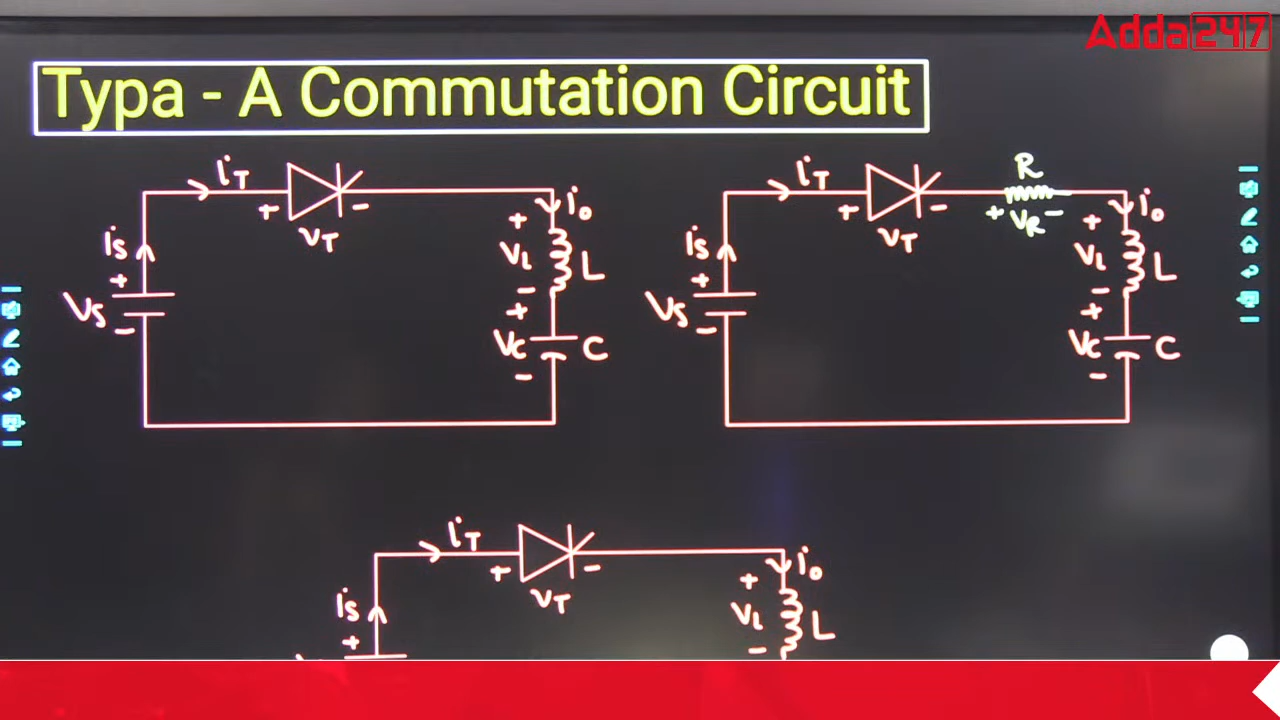 Adda247
Typa - A Commutation Circuit
iT
+
-
vT
io
is
+
Vs
-
+
VL
-
L
+
Vc
-
C
iT
+
-
vT
R
+ VR -
io
is
+
Vs
-
+
VL
-
L
+
Vc
-
C
iT
+
-
vT
io
is
+
+
VL
-
L